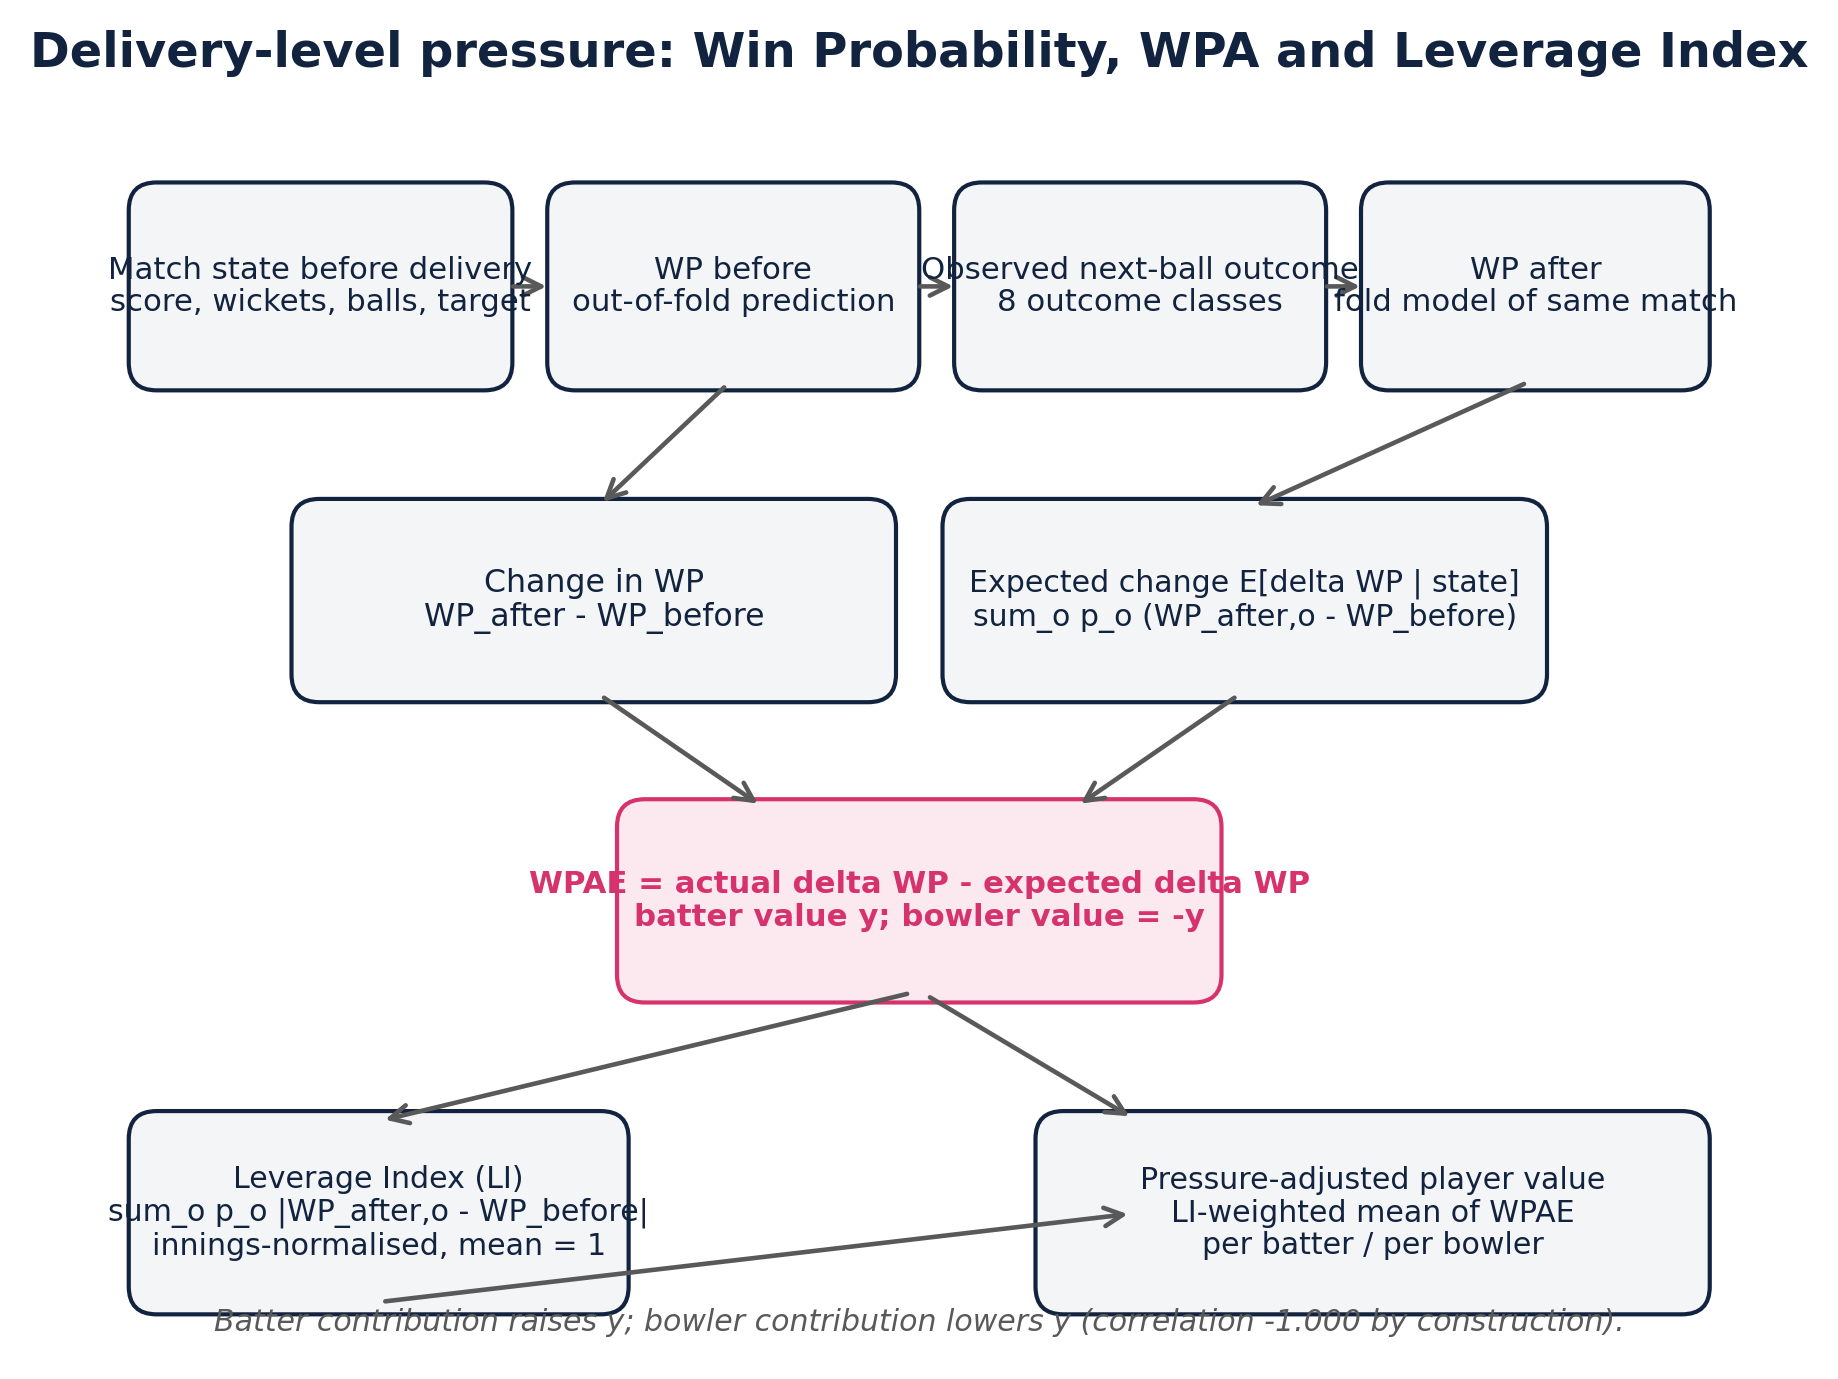 Delivery-level pressure: Win Probability, WPA and Leverage Index
Match state before delivery
score, wickets, balls, target
WP before
out-of-fold prediction
Observed next-ball outcome
8 outcome classes
WP after
fold model of same match
Change in WP
WP_after - WP_before
Expected change E[delta WP | state]
sum_o p_o (WP_after,o - WP_before)
WPAE = actual delta WP - expected delta WP
batter value y; bowler value = -y
Leverage Index (LI)
sum_o p_o |WP_after,o - WP_before|
innings-normalised, mean = 1
Pressure-adjusted player value
LI-weighted mean of WPAE
per batter / per bowler
Batter contribution raises y; bowler contribution lowers y (correlation -1.000 by construction).